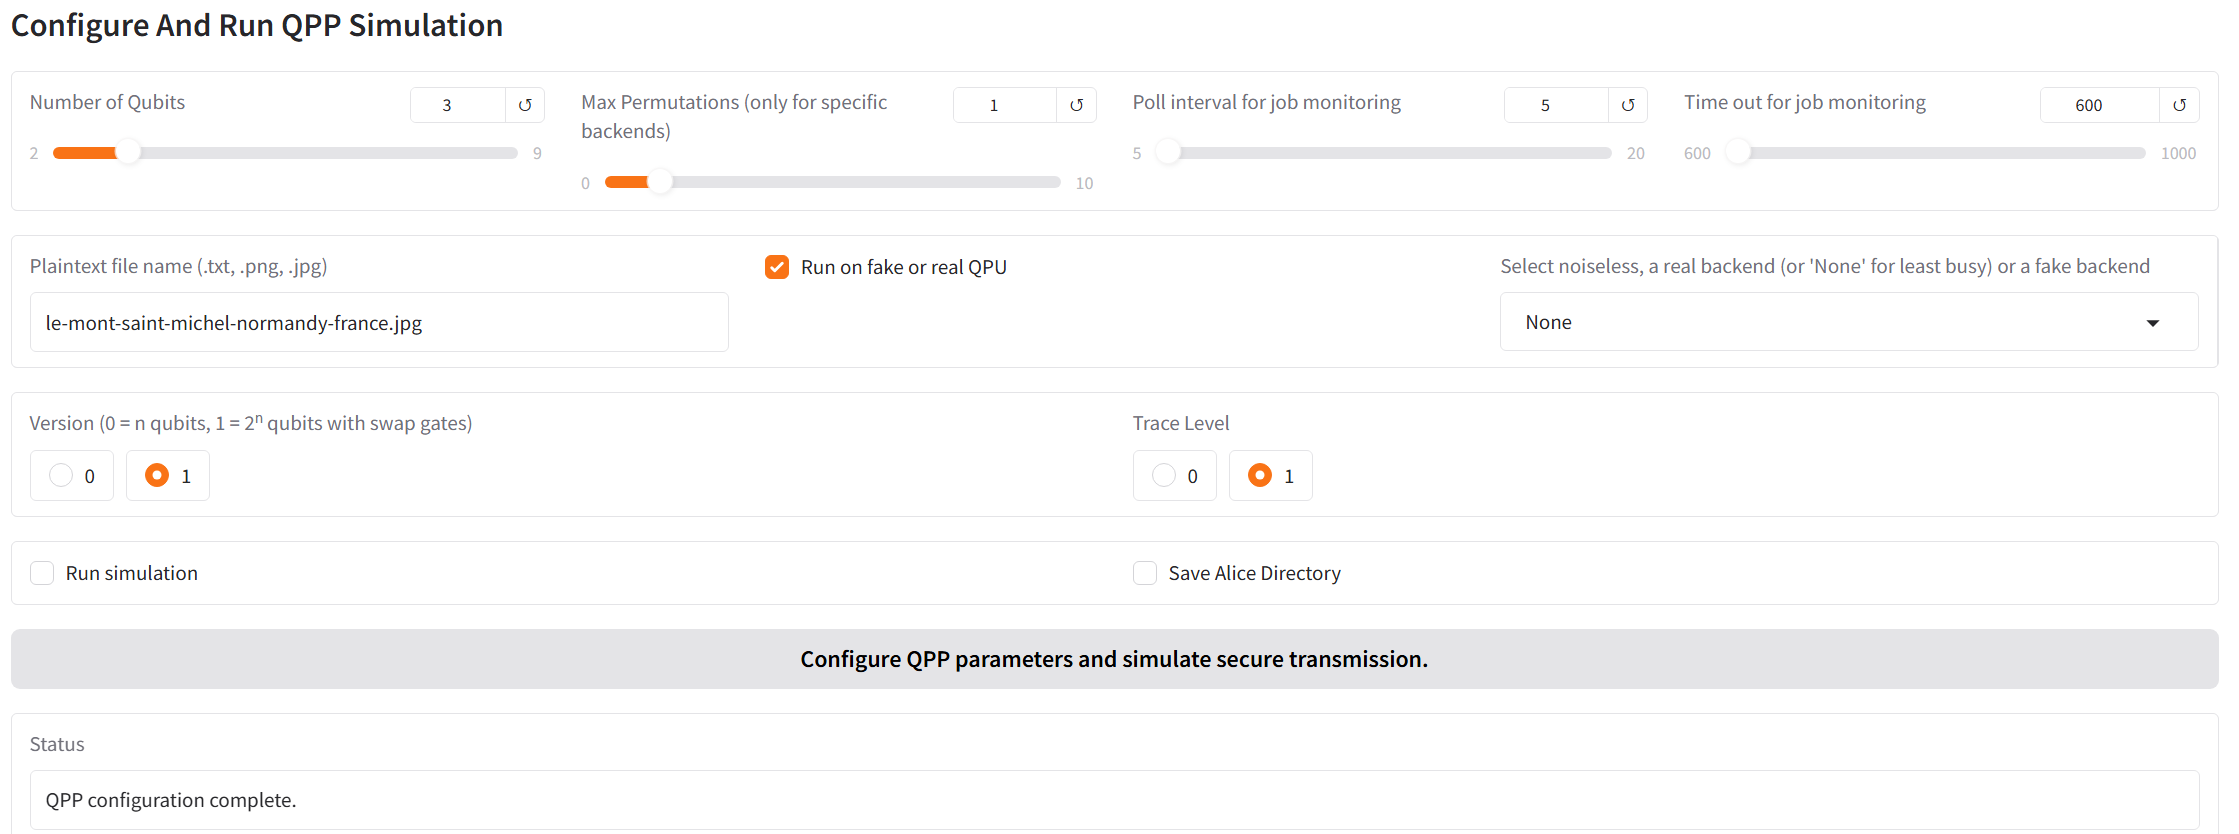 Configure And Run QPP Simulation
Number of Qubits
3
↺
2
9
Max Permutations (only for specific
backends)
1
↺
0
10
Poll interval for job monitoring
5
↺
5
20
Time out for job monitoring
600
↺
600
1000
Plaintext file name (.txt, .png, .jpg)
le-mont-saint-michel-normandy-france.jpg
Run on fake or real QPU
Select noiseless, a real backend (or 'None' for least busy) or a fake backend
None
Version (0 = n qubits, 1 = 2ⁿ qubits with swap gates)
0
1
Trace Level
0
1
Run simulation
Save Alice Directory
Configure QPP parameters and simulate secure transmission.
Status
QPP configuration complete.